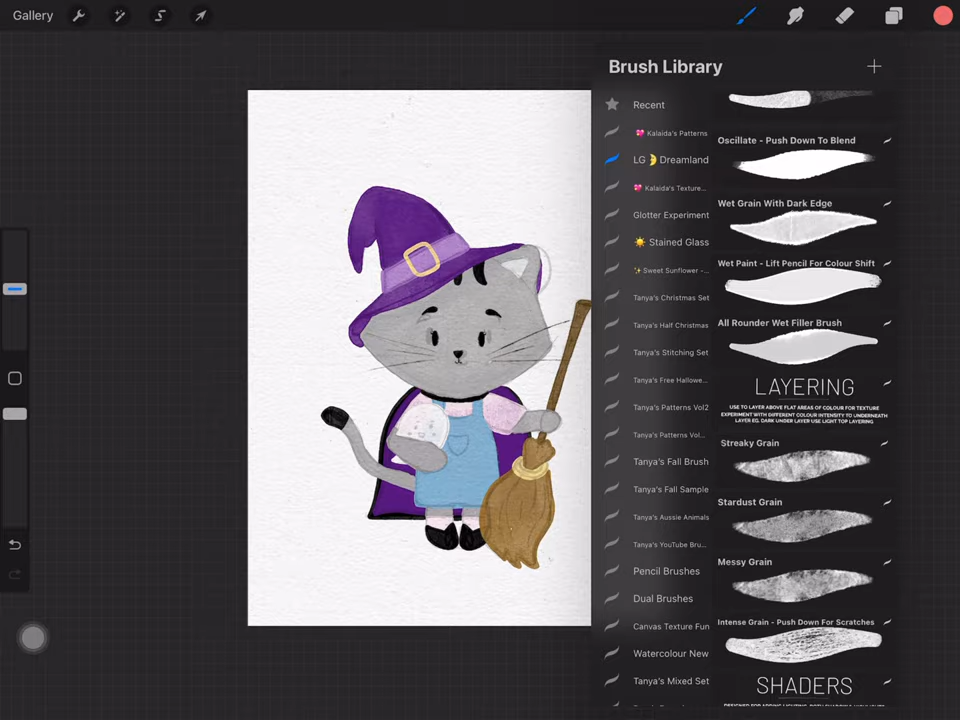 Gallery
Brush Library
Recent
💖 Kalaida's Patterns
LG 🌛 Dreamland
💖 Kalaida's Texture...
Glotter Experiment
☀️ Stained Glass
✨ Sweet Sunflower -...
Tanya's Christmas Set
Tanya's Half Christmas
Tanya's Stitching Set
Tanya's Free Hallowe...
Tanya's Patterns Vol2
Tanya's Patterns Vol...
Tanya's Fall Brush
Tanya's Fall Sample
Tanya's Aussie Animals
Tanya's YouTube Bru...
Pencil Brushes
Dual Brushes
Canvas Texture Fun
Watercolour New
Tanya's Mixed Set
Oscillate - Push Down To Blend
Wet Grain With Dark Edge
Wet Paint - Lift Pencil For Colour Shift
All Rounder Wet Filler Brush
LAYERING
USE TO LAYER ABOVE FLAT AREAS OF COLOUR FOR TEXTURE
EXPERIMENT WITH DIFFERENT COLOUR INTENSITY TO UNDERNEATH
LAYER EG. DARK UNDER LAYER USE LIGHT TOP LAYERING
Streaky Grain
Stardust Grain
Messy Grain
Intense Grain - Push Down For Scratches
SHADERS